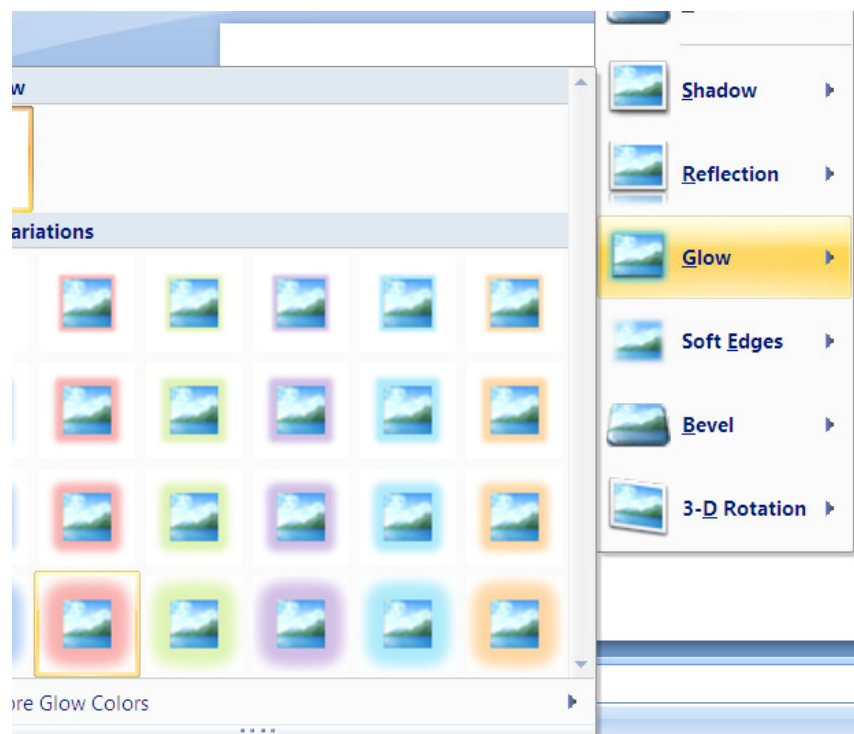 w
ariations
ore Glow Colors
Shadow
Reflection
Glow
Soft Edges
Bevel
3-D Rotation